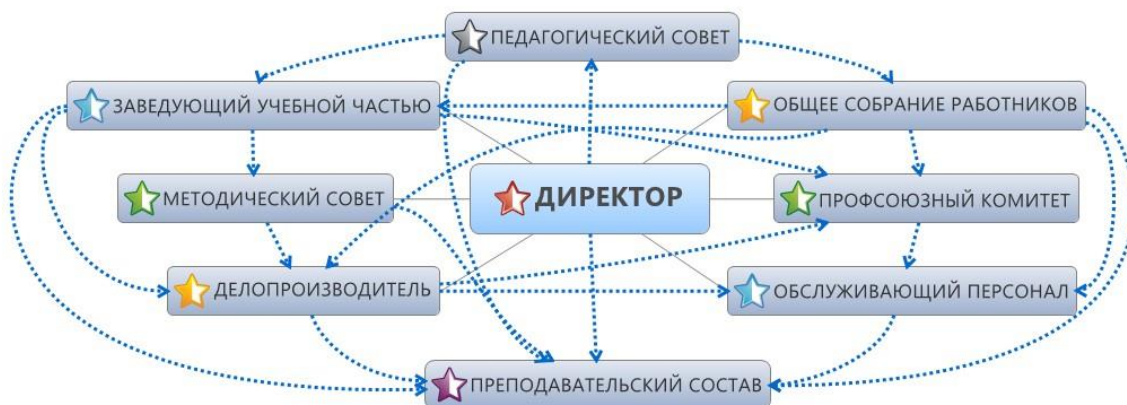 ПЕДАГОГИЧЕСКИЙ СОВЕТ
ЗАВЕДУЮЩИЙ УЧЕБНОЙ ЧАСТЬЮ
ОБЩЕЕ СОБРАНИЕ РАБОТНИКОВ
МЕТОДИЧЕСКИЙ СОВЕТ
ДИРЕКТОР
ПРОФСОЮЗНЫЙ КОМИТЕТ
ДЕЛОПРОИЗВОДИТЕЛЬ
ОБСЛУЖИВАЮЩИЙ ПЕРСОНАЛ
ПРЕПОДАВАТЕЛЬСКИЙ СОСТАВ